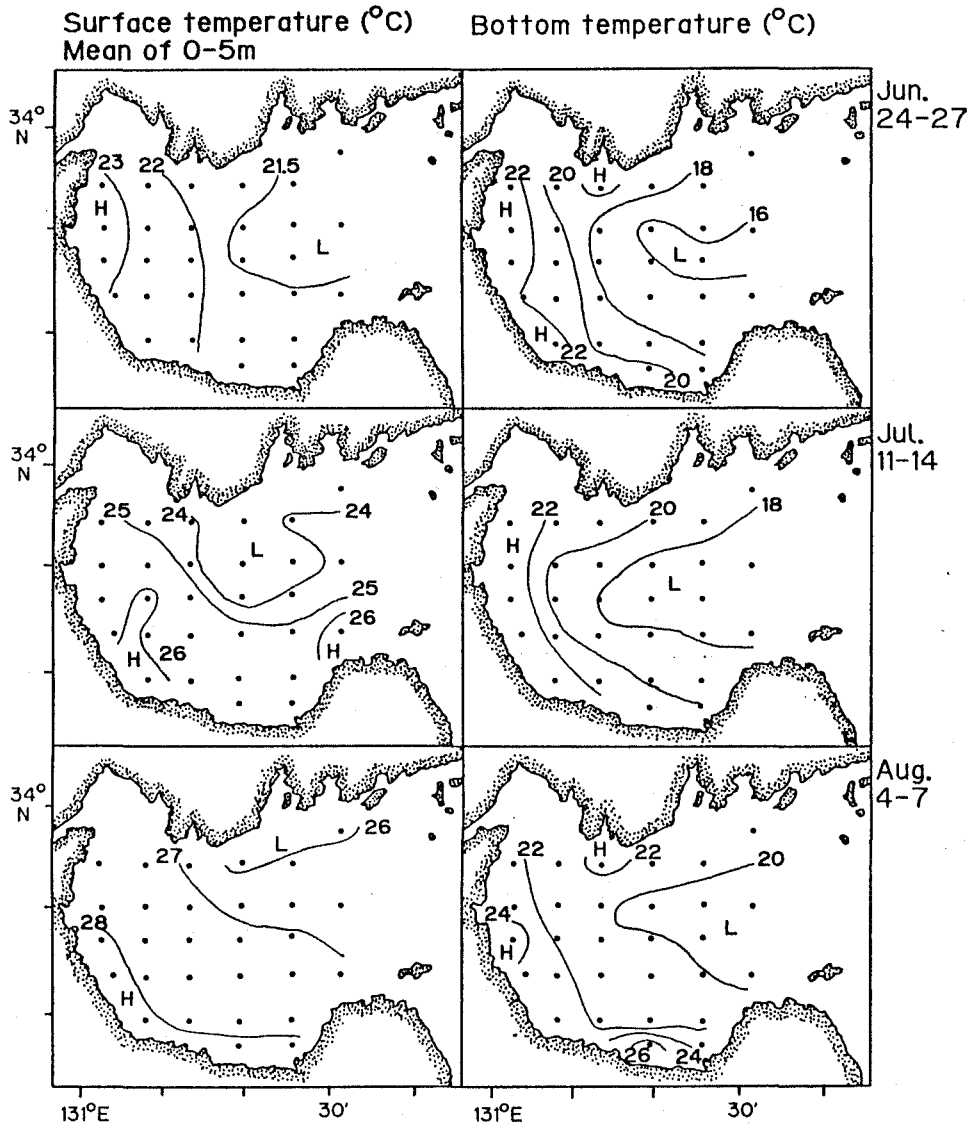 Surface temperature (°C)
Mean of 0-5m
Bottom temperature (°C)
Jun.
24-27
34°
N
23
22
21.5
H
L
22
20
H
18
H
16
L
H
22
20
Jul.
11-14
34°
N
25
24
24
L
25
26
26
H
H
22
20
18
H
L
Aug.
4-7
34°
N
27
L
26
28
H
22
H
22
20
24
H
L
26
24
131°E
30'
131°E
30'